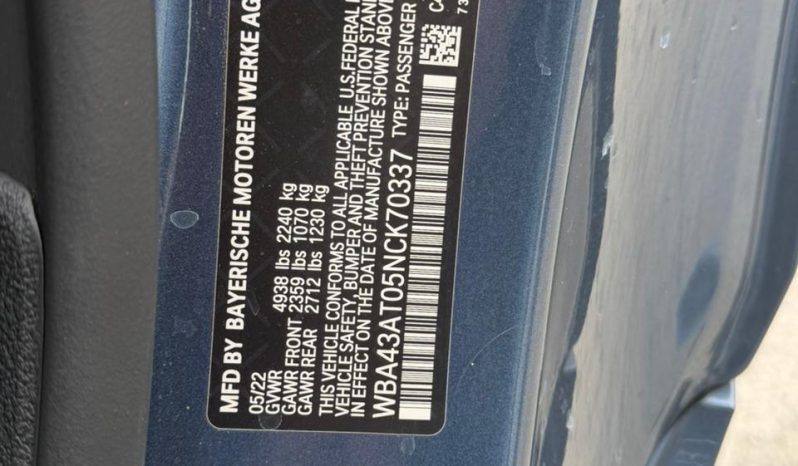 MFD BY BAYERISCHE MOTOREN WERKE AG
05/22
GVWR 4938 lbs 2240 kg
GAWR FRONT 2359 lbs 1070 kg
GAWR REAR 2712 lbs 1230 kg
THIS VEHICLE CONFORMS TO ALL APPLICABLE U.S. FEDERAL
VEHICLE SAFETY, BUMPER AND THEFT PREVENTION STAN
IN EFFECT ON THE DATE OF MANUFACTURE SHOWN ABOVE
WBA43AT05NCK70337 TYPE: PASSENGER